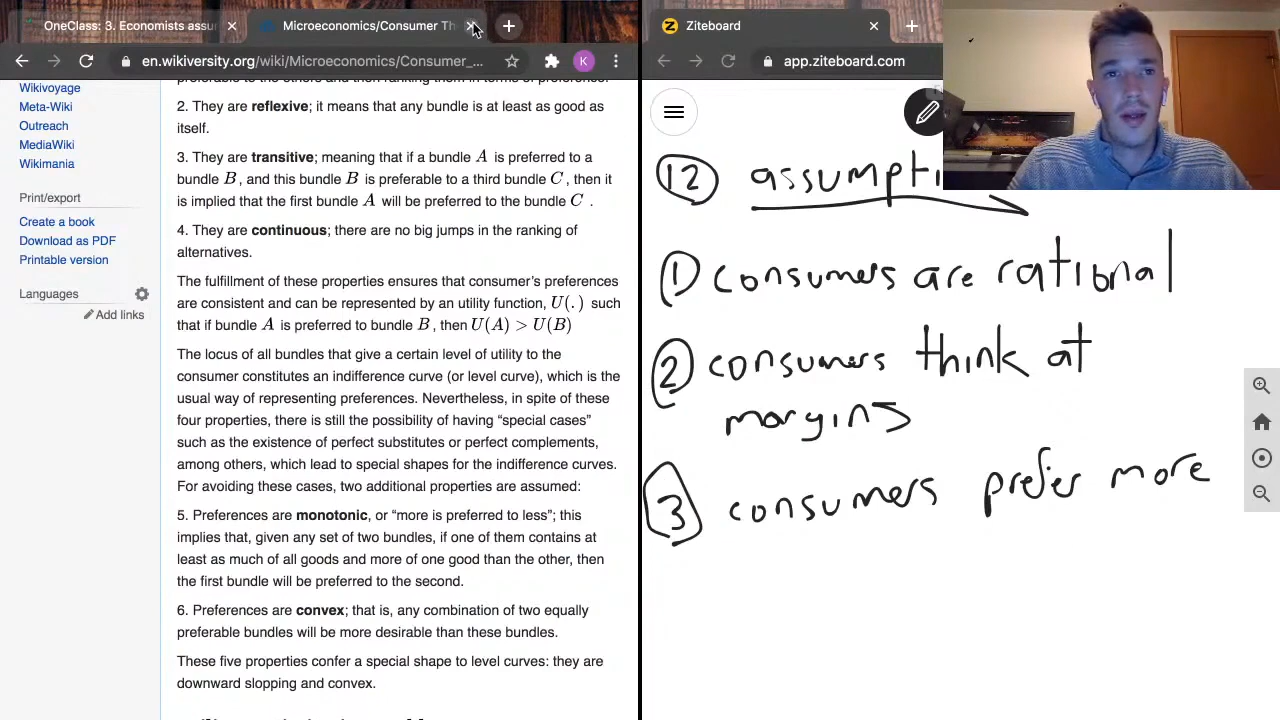 OneClass: 3. Economists assu
Microeconomics/Consumer Th
Ziteboard
en.wikiversity.org/wiki/Microeconomics/Consumer_...
K
app.ziteboard.com
Wikivoyage
Meta-Wiki
Outreach
MediaWiki
Wikimania
Print/export
Create a book
Download as PDF
Printable version
Languages
Add links
preferable to the others and then ranking them in terms of preference.
2. They are reflexive; it means that any bundle is at least as good as
itself.
3. They are transitive; meaning that if a bundle A is preferred to a
bundle B, and this bundle B is preferable to a third bundle C, then it
is implied that the first bundle A will be preferred to the bundle C .
4. They are continuous; there are no big jumps in the ranking of
alternatives.
The fulfillment of these properties ensures that consumer's preferences
are consistent and can be represented by an utility function, U(.) such
that if bundle A is preferred to bundle B, then U(A) > U(B)
The locus of all bundles that give a certain level of utility to the
consumer constitutes an indifference curve (or level curve), which is the
usual way of representing preferences. Nevertheless, in spite of these
four properties, there is still the possibility of having “special cases”
such as the existence of perfect substitutes or perfect complements,
among others, which lead to special shapes for the indifference curves.
For avoiding these cases, two additional properties are assumed:
5. Preferences are monotonic, or “more is preferred to less”; this
implies that, given any set of two bundles, if one of them contains at
least as much of all goods and more of one good than the other, then
the first bundle will be preferred to the second.
6. Preferences are convex; that is, any combination of two equally
preferable bundles will be more desirable than these bundles.
These five properties confer a special shape to level curves: they are
downward slopping and convex.
12 assumpti
1 consumers are rational
2 consumers think at
margins
3 consumers prefer more